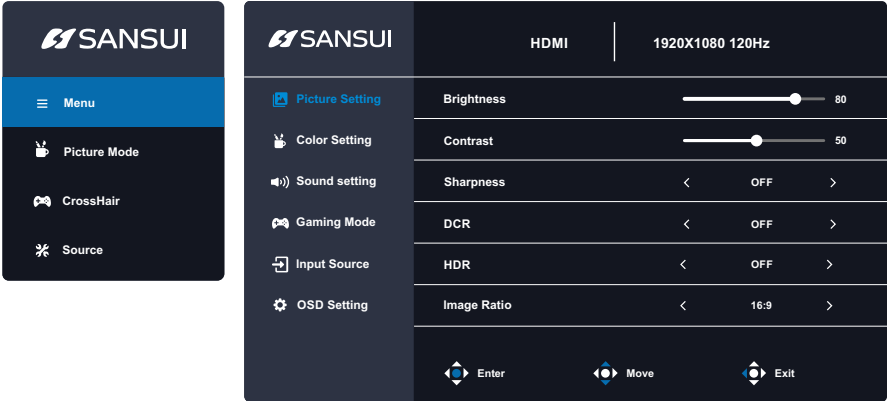 SANSUI
Menu
Picture Mode
CrossHair
Source
SANSUI
HDMI
1920X1080 120Hz
Picture Setting
Color Setting
Sound setting
Gaming Mode
Input Source
OSD Setting
Brightness 80
Contrast 50
Sharpness < OFF >
DCR < OFF >
HDR < OFF >
Image Ratio < 16:9 >
Enter
Move
Exit